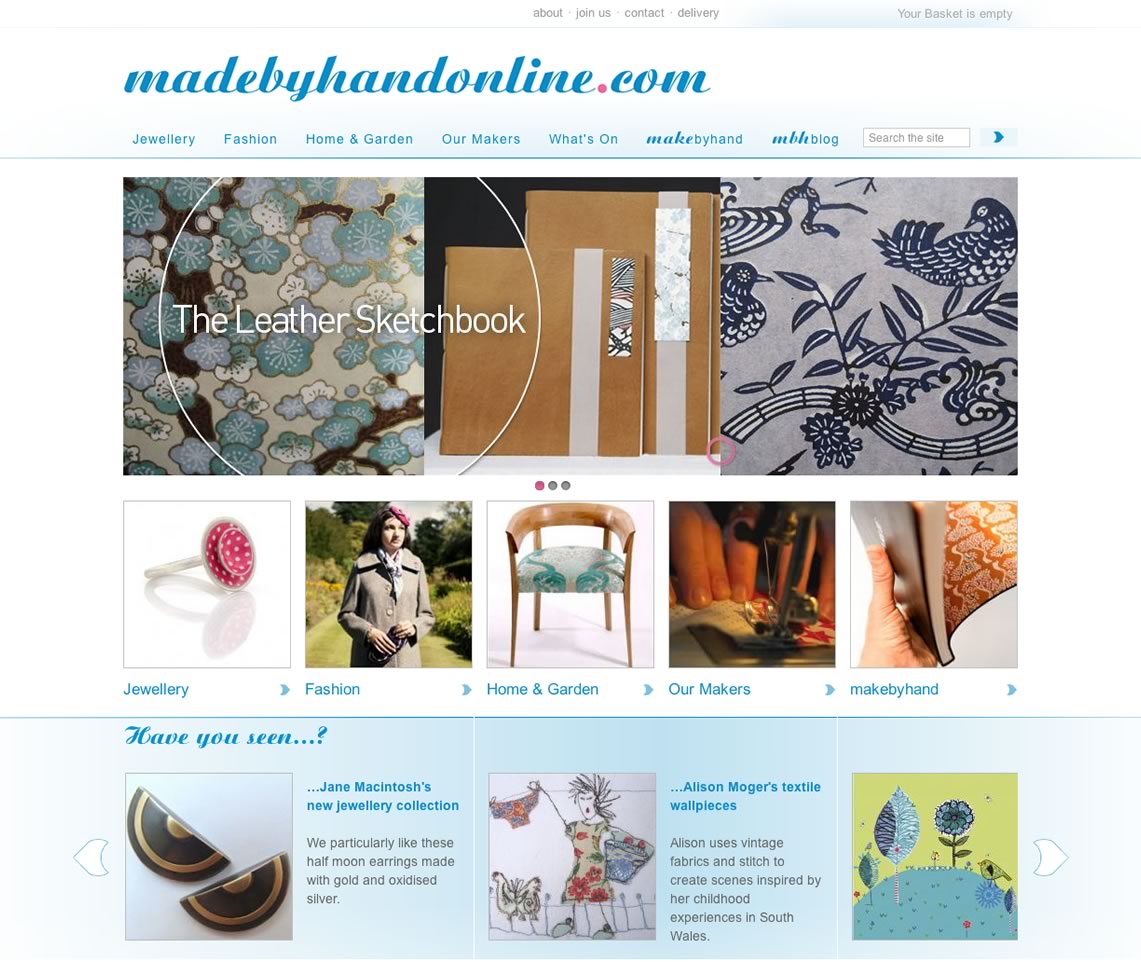 about · join us · contact · delivery
Your Basket is empty
madebyhandonline.com
Jewellery Fashion Home & Garden Our Makers What's On makebyhand mbhblog Search the site
The Leather Sketchbook
Jewellery
Fashion
Home & Garden
Our Makers
makebyhand
Have you seen...?
...Jane Macintosh's
new jewellery collection
We particularly like these
half moon earrings made
with gold and oxidised
silver.
...Alison Moger's textile
wallpieces
Alison uses vintage
fabrics and stitch to
create scenes inspired by
her childhood
experiences in South
Wales.